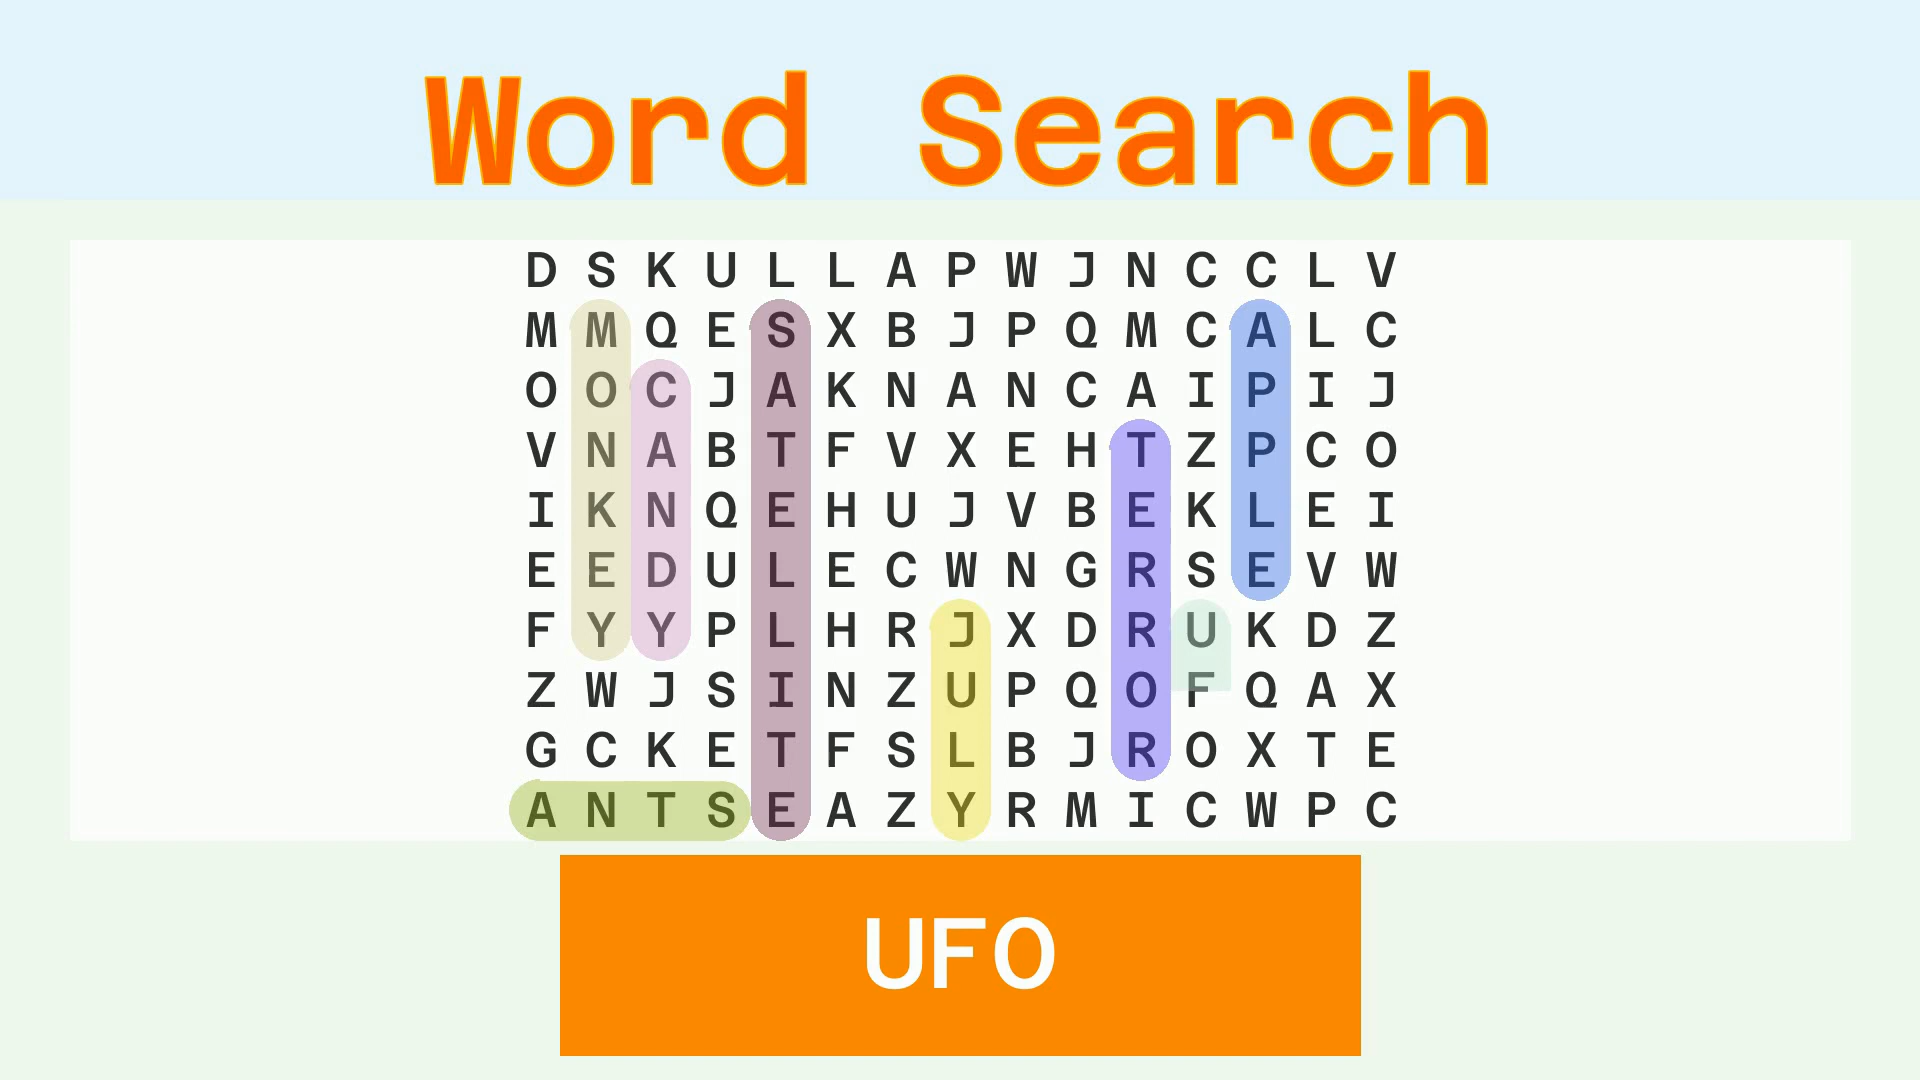 Word Search
D S K U L L A P W J N C C L V
M M Q E S X B J P Q M C A L C
O O C J A K N A N C A I P I J
V N A B T F V X E H T Z P C O
I K N Q E H U J V B E K L E I
E E D U L E C W N G R S E V W
F Y Y P L H R J X D R U K D Z
Z W J S I N Z U P Q O F Q A X
G C K E T F S L B J R O X T E
A N T S E A Z Y R M I C W P C
UFO